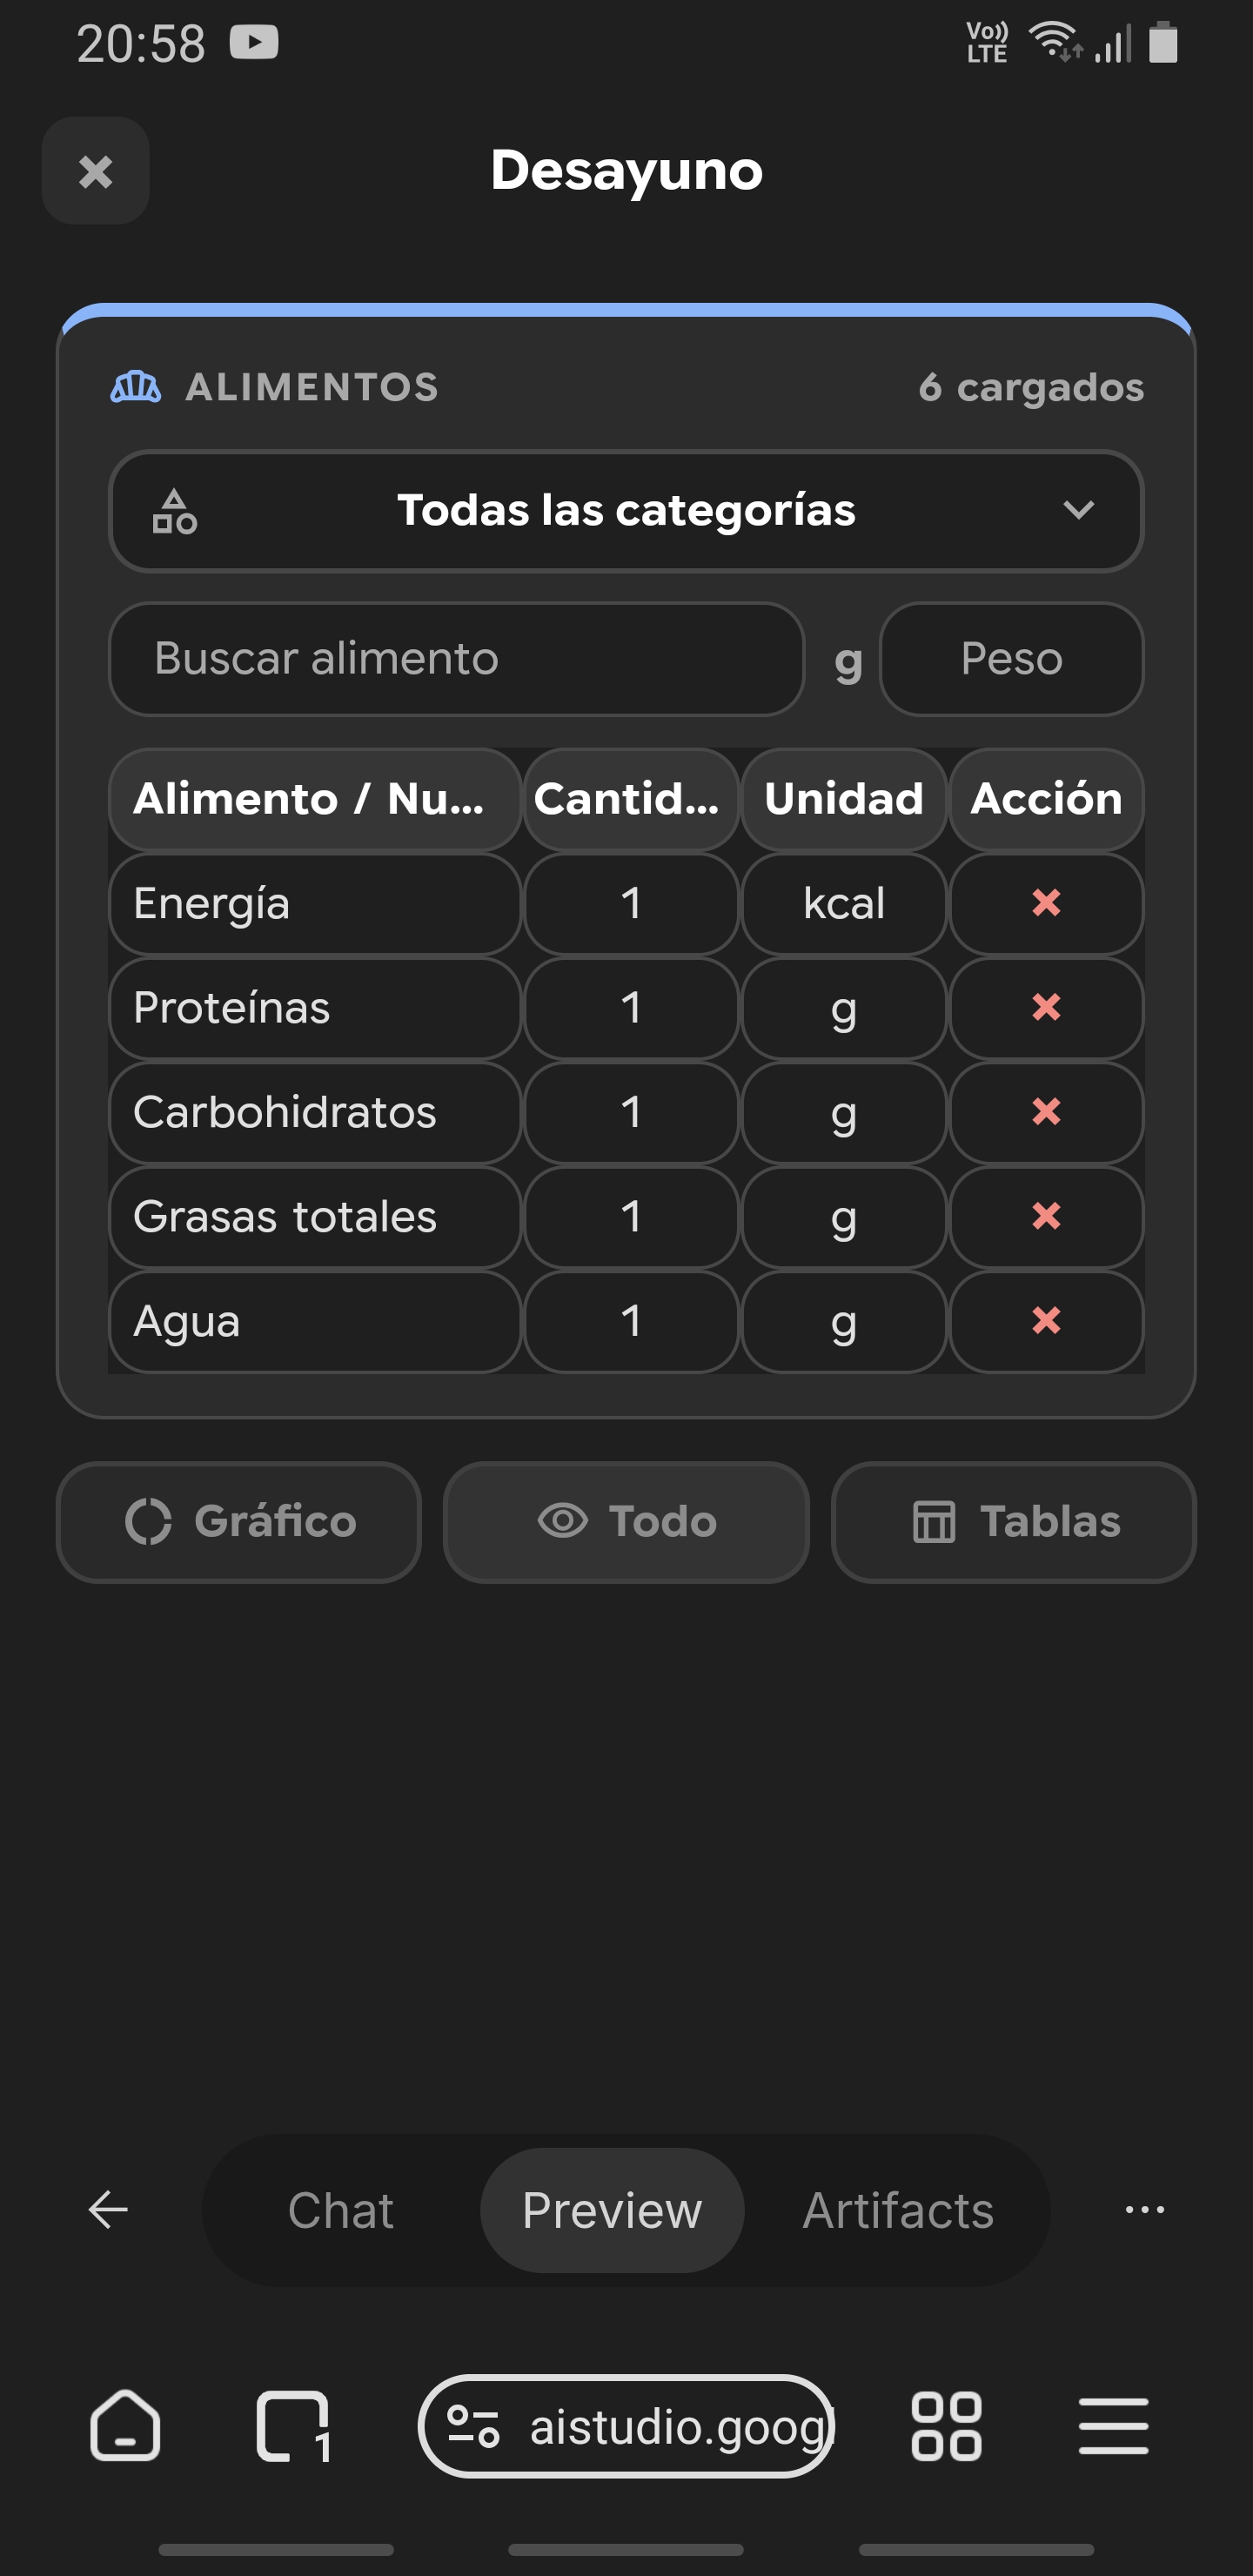 20:58
Vo)) LTE
Desayuno
ALIMENTOS 6 cargados
Todas las categorías
Buscar alimento g Peso
Alimento / Nu... Cantid... Unidad Acción
Energía 1 kcal
Proteínas 1 g
Carbohidratos 1 g
Grasas totales 1 g
Agua 1 g
Gráfico Todo Tablas
Chat Preview Artifacts
1 aistudio.googl